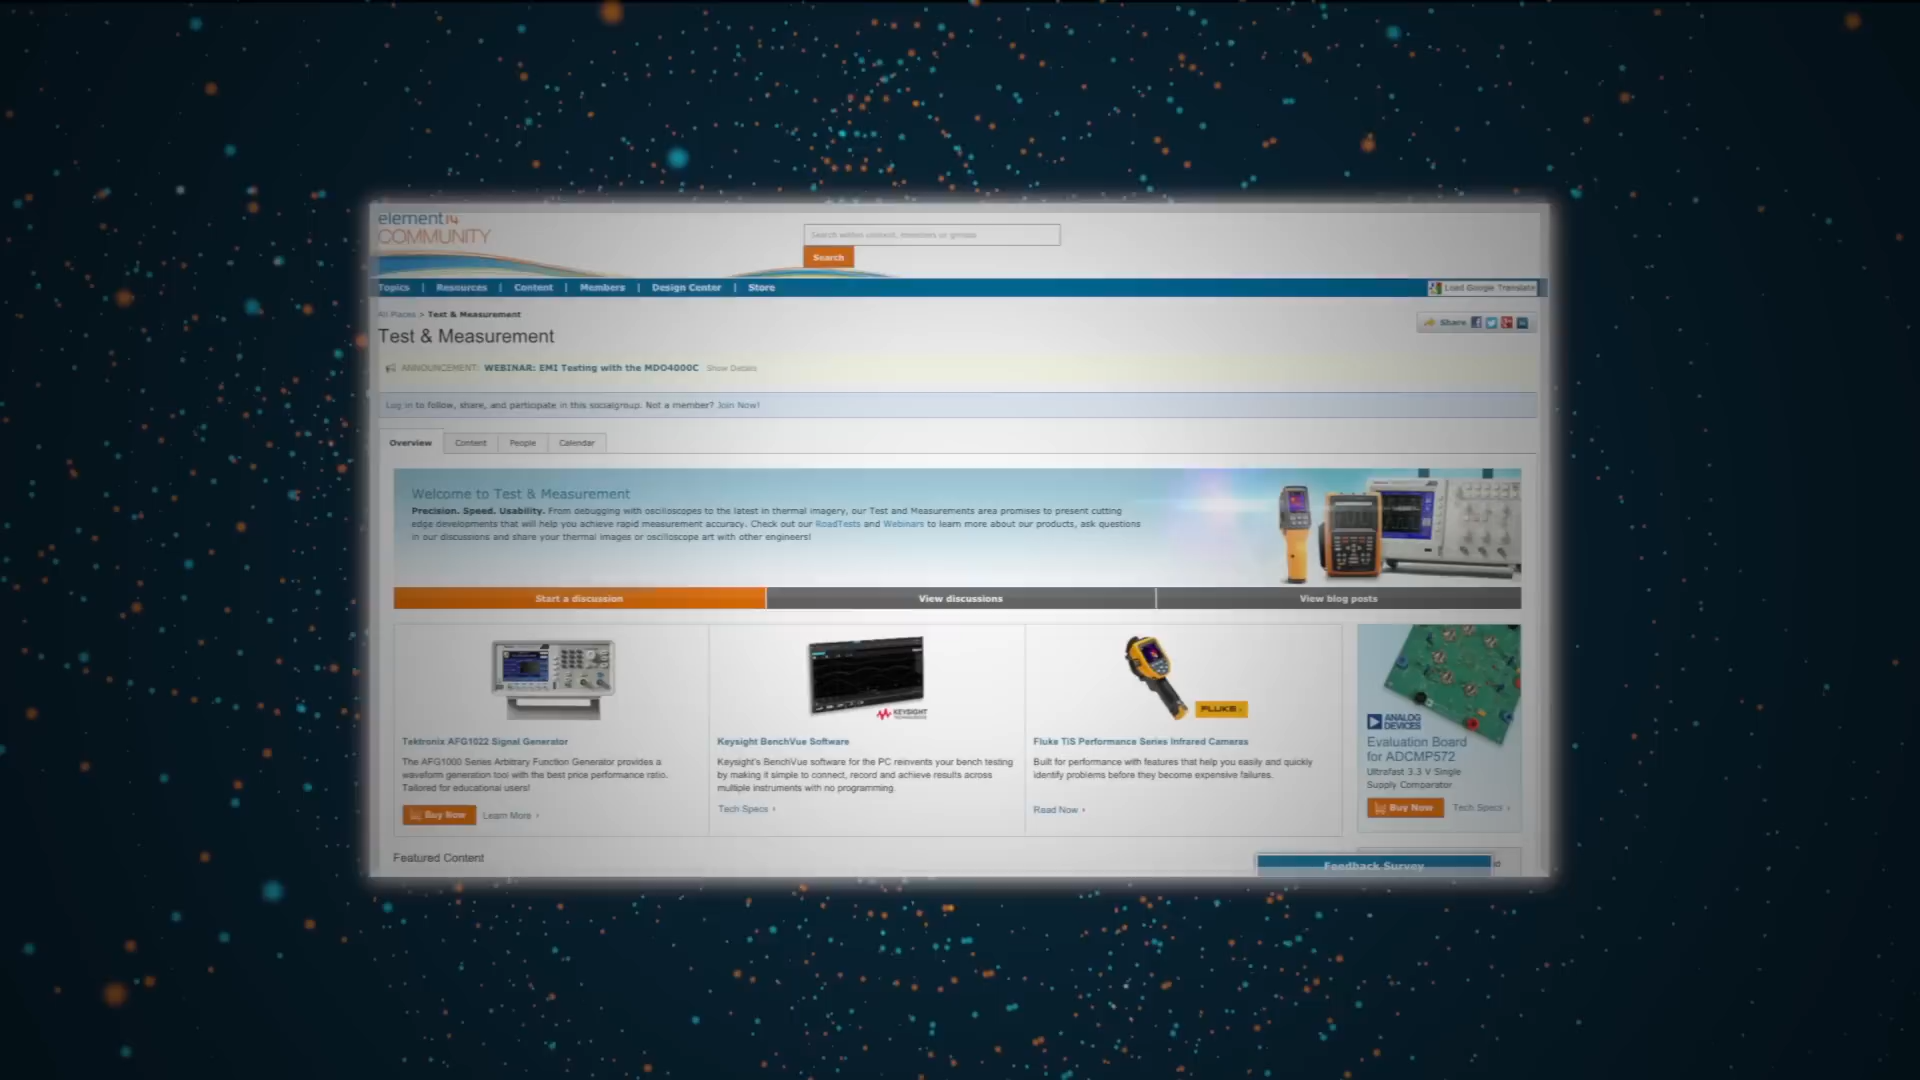 element14
COMMUNITY
Search within content, members or groups
Search
Topics | Resources | Content | Members | Design Center | Store
Load Google Translate
All Places > Test & Measurement
Share
Test & Measurement
ANNOUNCEMENT: WEBINAR: EMI Testing with the MDO4000C Show Details
Log in to follow, share, and participate in this socialgroup. Not a member? Join Now!
Overview Content People Calendar
Welcome to Test & Measurement
Precision. Speed. Usability. From debugging with oscilloscopes to the latest in thermal imagery, our Test and Measurements area promises to present cutting
edge developments that will help you achieve rapid measurement accuracy. Check out our RoadTests and Webinars to learn more about our products, ask questions
in our discussions and share your thermal images or oscilloscope art with other engineers!
Start a discussion
View discussions
View blog posts
Tektronix AFG1022 Signal Generator
The AFG1000 Series Arbitrary Function Generator provides a
waveform generation tool with the best price performance ratio.
Tailored for educational users!
Buy Now Learn More ›
KEYSIGHT
TECHNOLOGIES
Keysight BenchVue Software
Keysight's BenchVue software for the PC reinvents your bench testing
by making it simple to connect, record and achieve results across
multiple instruments with no programming.
Tech Specs ›
FLUKE
Fluke TiS Performance Series Infrared Cameras
Built for performance with features that help you easily and quickly
identify problems before they become expensive failures.
Read Now ›
ANALOG
DEVICES
Evaluation Board
for ADCMP572
Ultrafast 3.3 V Single
Supply Comparator
Buy Now Tech Specs ›
Featured Content
Feedback Survey